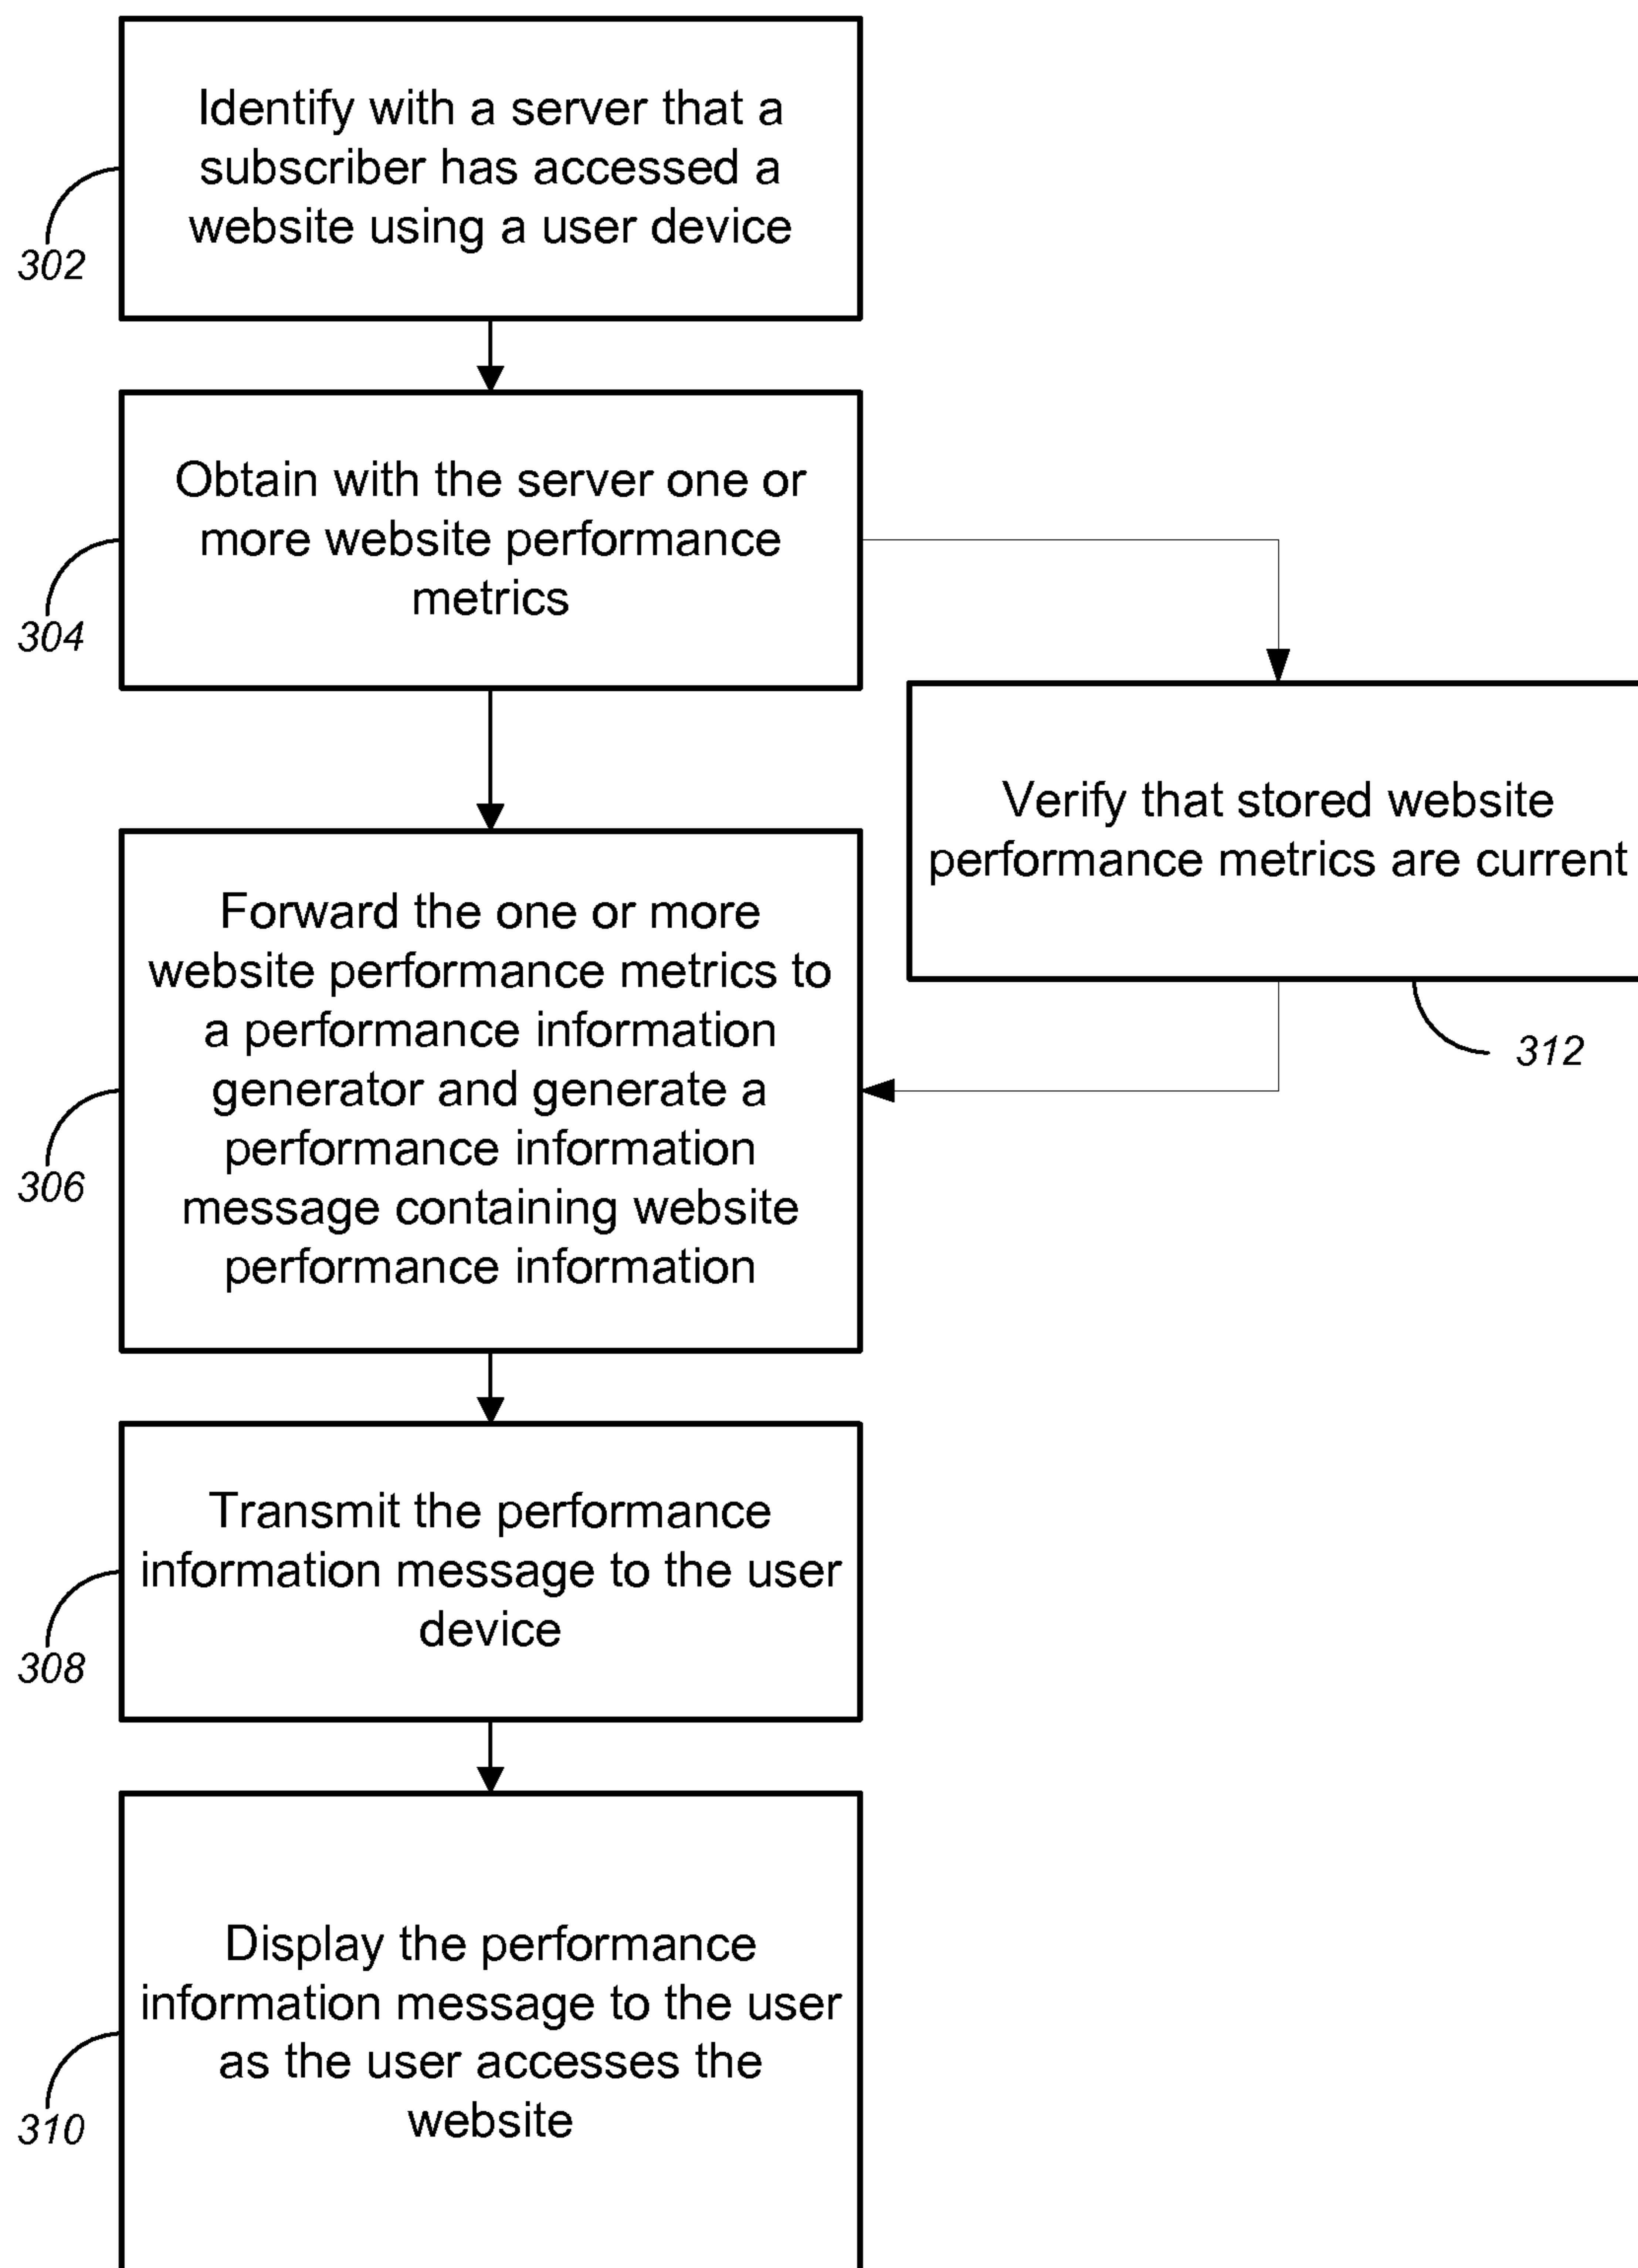 Identify with a server that a
subscriber has accessed a
website using a user device
302
Obtain with the server one or
more website performance
metrics
304
Verify that stored website
performance metrics are current
312
Forward the one or more
website performance metrics to
a performance information
generator and generate a
performance information
message containing website
performance information
306
Transmit the performance
information message to the user
device
308
Display the performance
information message to the user
as the user accesses the
website
310